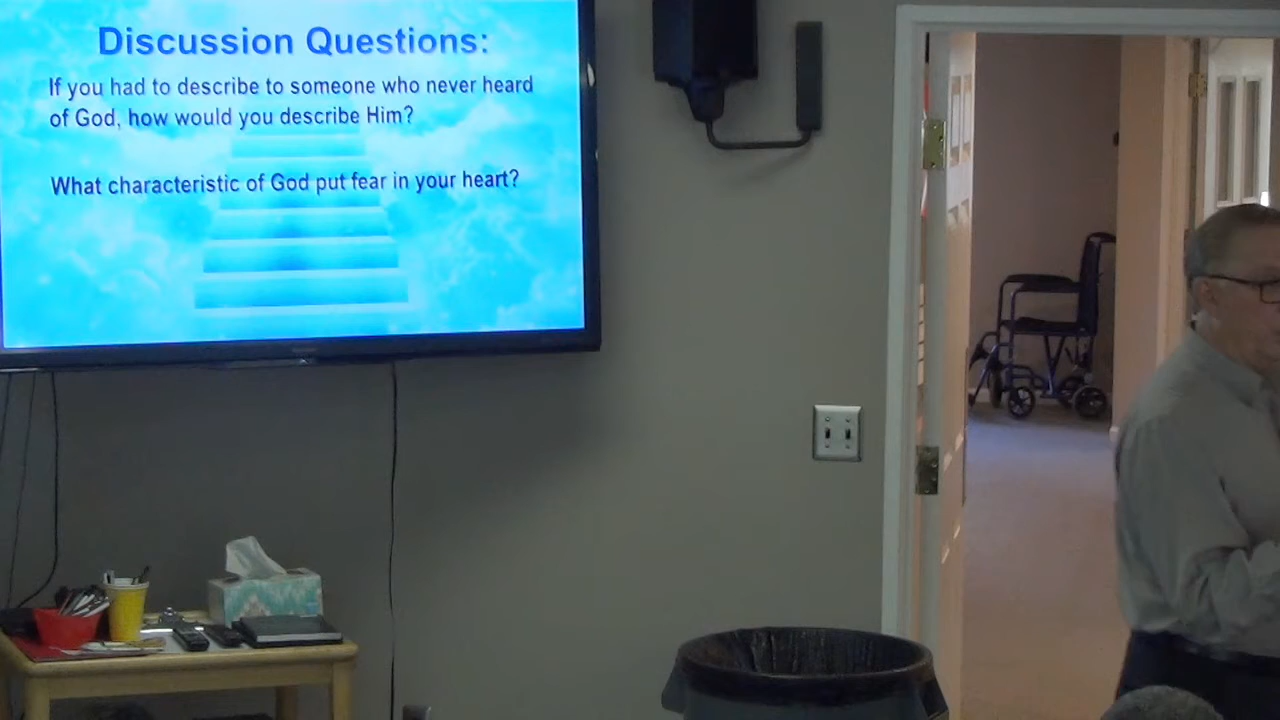 Discussion Questions:
If you had to describe to someone who never heard
of God, how would you describe Him?
What characteristic of God put fear in your heart?